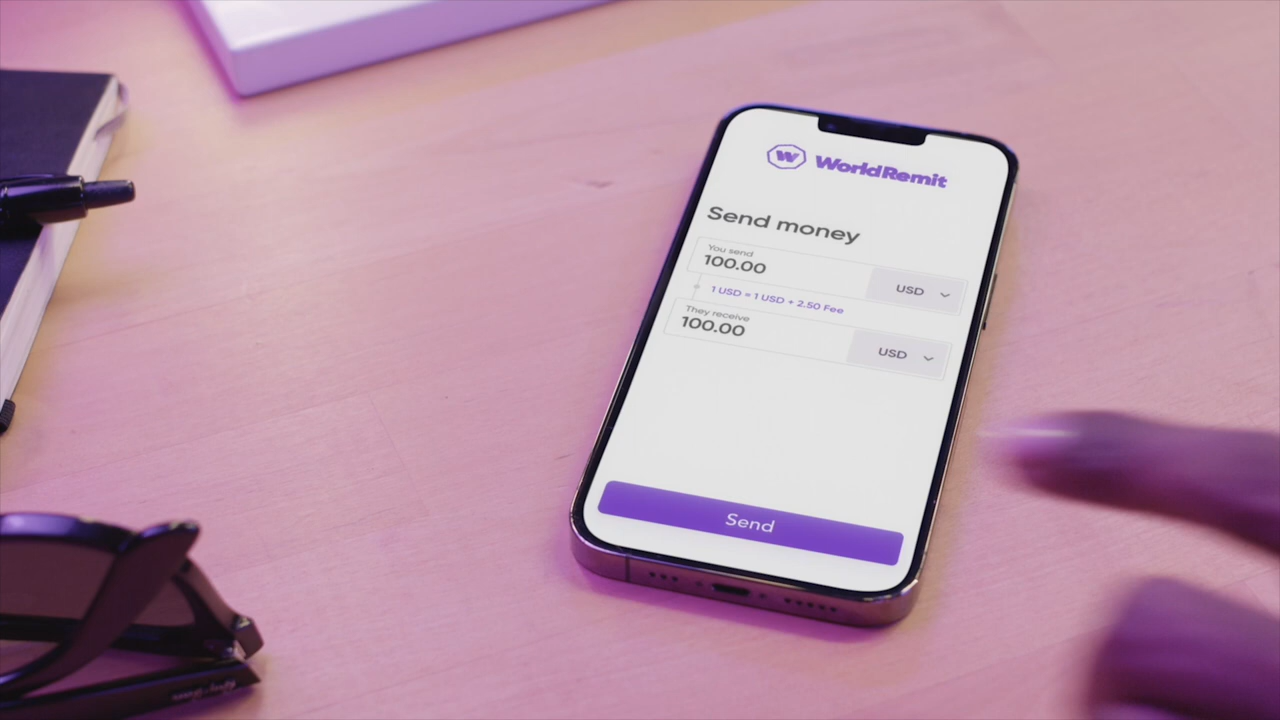 W WorldRemit
Send money
You send
100.00
USD
1 USD = 1 USD + 2.50 Fee
They receive
100.00
USD
Send